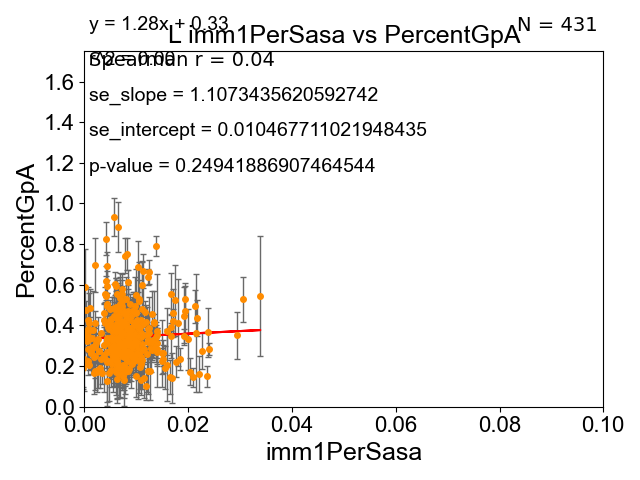 y = 1.28x + 0.33
N = 431
L imm1PerSasa vs PercentGpA
Spearman r = 0.04
se_slope = 1.1073435620592742
se_intercept = 0.010467711021948435
p-value = 0.24941886907464544
PercentGpA
1.6
1.4
1.2
1.0
0.8
0.6
0.4
0.2
0.0
0.00 0.02 0.04 0.06 0.08 0.10
imm1PerSasa